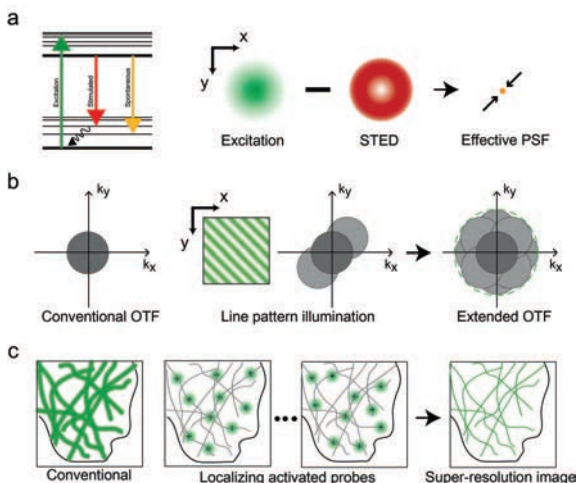 a
Excitation
Stimulated
Spontaneous
x
y
Excitation
STED
Effective PSF
b
ky
kx
Conventional OTF
x
y
ky
kx
Line pattern illumination
ky
kx
Extended OTF
c
Conventional
Localizing activated probes
Super-resolution image